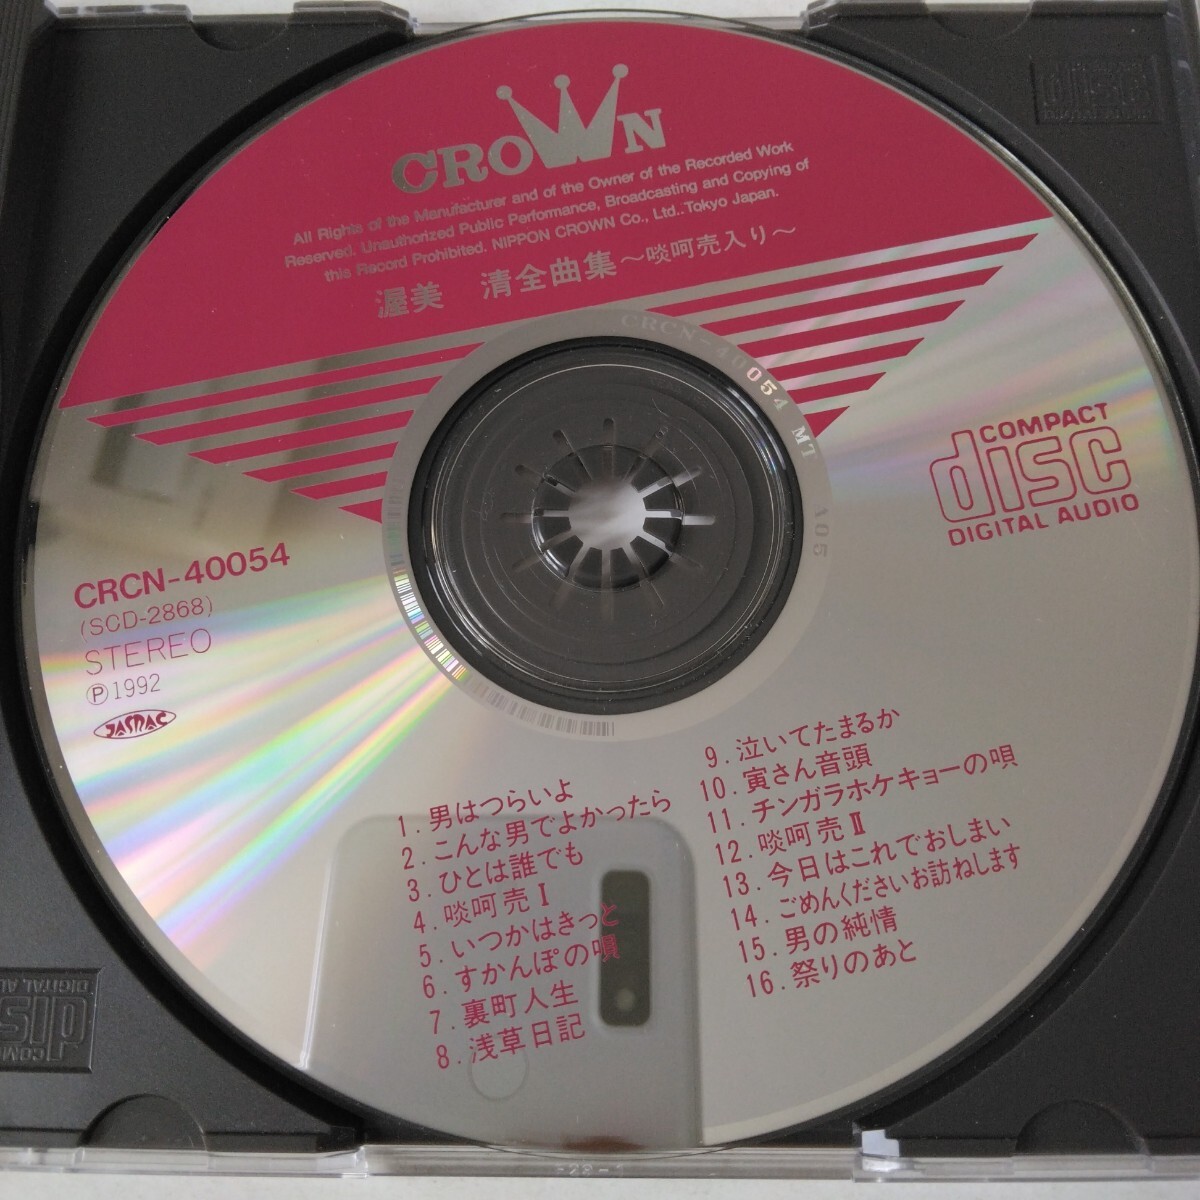 CROWN
All Rights of the Manufacturer and of the Owner of the Recorded Work
Reserved. Unauthorized Public Performance, Broadcasting and Copying of
this Record Prohibited. NIPPON CROWN Co., Ltd..Tokyo Japan.
渥美 清全曲集〜啖呵売入り〜
CRCN-40054 MT
COMPACT
disc
DIGITAL AUDIO
CRCN-40054
(SCD-2868)
STEREO
Ⓟ1992
JASRAC
1. 男はつらいよ
2. こんな男でよかったら
3. ひとは誰でも
4. 啖呵売Ⅰ
5. いつかはきっと
6. すかんぽの唄
7. 裏町人生
8. 浅草日記
9. 泣いてたまるか
10. 寅さん音頭
11. チンガラホケキョーの唄
12. 啖呵売Ⅱ
13. 今日はこれでおしまい
14. ごめんくださいお訪ねします
15. 男の純情
16. 祭りのあと